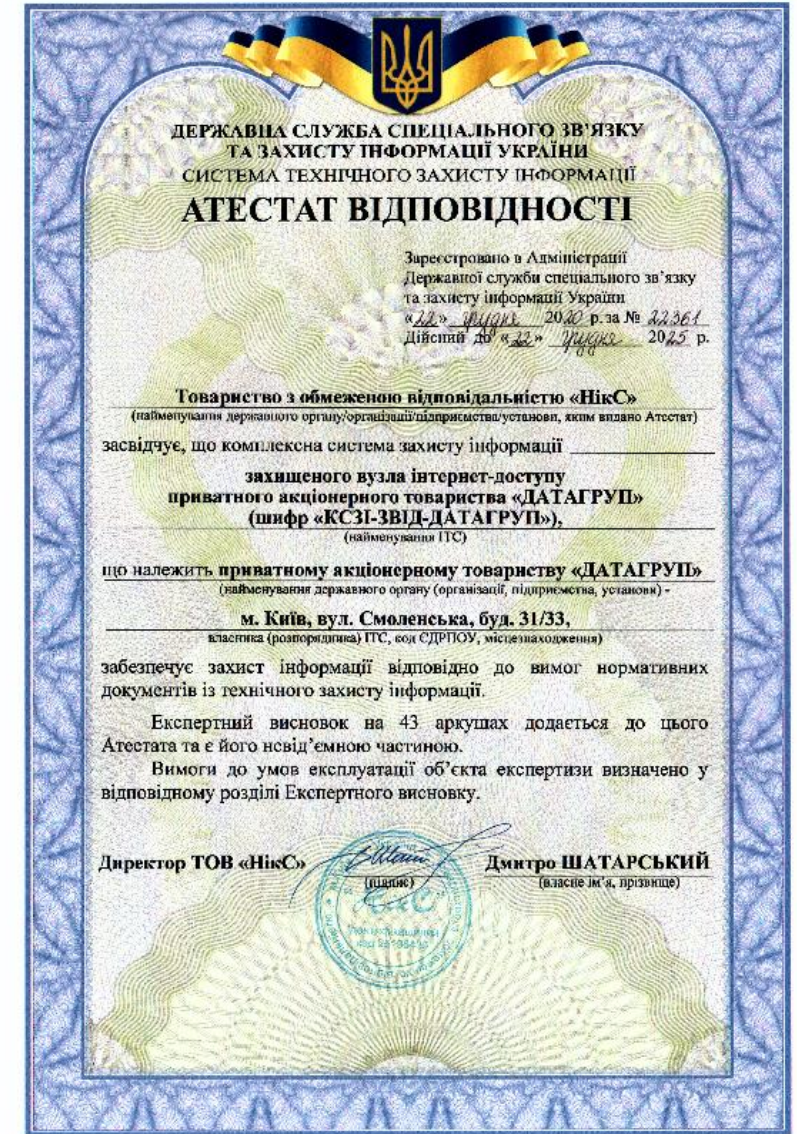 ДЕРЖАВНА СЛУЖБА СПЕЦІАЛЬНОГО ЗВ'ЯЗКУ
ТА ЗАХИСТУ ІНФОРМАЦІЇ УКРАЇНИ
СИСТЕМА ТЕХНІЧНОГО ЗАХИСТУ ІНФОРМАЦІЇ
АТЕСТАТ ВІДПОВІДНОСТІ
Зареєстровано в Адміністрації
Державної служби спеціального зв'язку
та захисту інформації України
«22» грудня 2020 р. за № 22361
Дійсний до «22» грудня 2025 р.
Товариство з обмеженою відповідальністю «НікС»
(найменування державного органу/організації/підприємства/установи, яким видано Атестат)
засвідчує, що комплексна система захисту інформації
захищеного вузла інтернет-доступу
приватного акціонерного товариства «ДАТАГРУП»
(шифр «КСЗІ-ЗВІД-ДАТАГРУП»),
(найменування ІТС)
що належить приватному акціонерному товариству «ДАТАГРУП»
(найменування державного органу (організації, підприємства, установи) -
м. Київ, вул. Смоленська, буд. 31/33,
власника (розпорядника) ІТС, код ЄДРПОУ, місцезнаходження)
забезпечує захист інформації відповідно до вимог нормативних
документів із технічного захисту інформації.
Експертний висновок на 43 аркушах додається до цього
Атестата та є його невід'ємною частиною.
Вимоги до умов експлуатації об'єкта експертизи визначено у
відповідному розділі Експертного висновку.
Директор ТОВ «НікС» Дмитро ШАТАРСЬКИЙ
(підпис) (власне ім'я, прізвище)
НікС